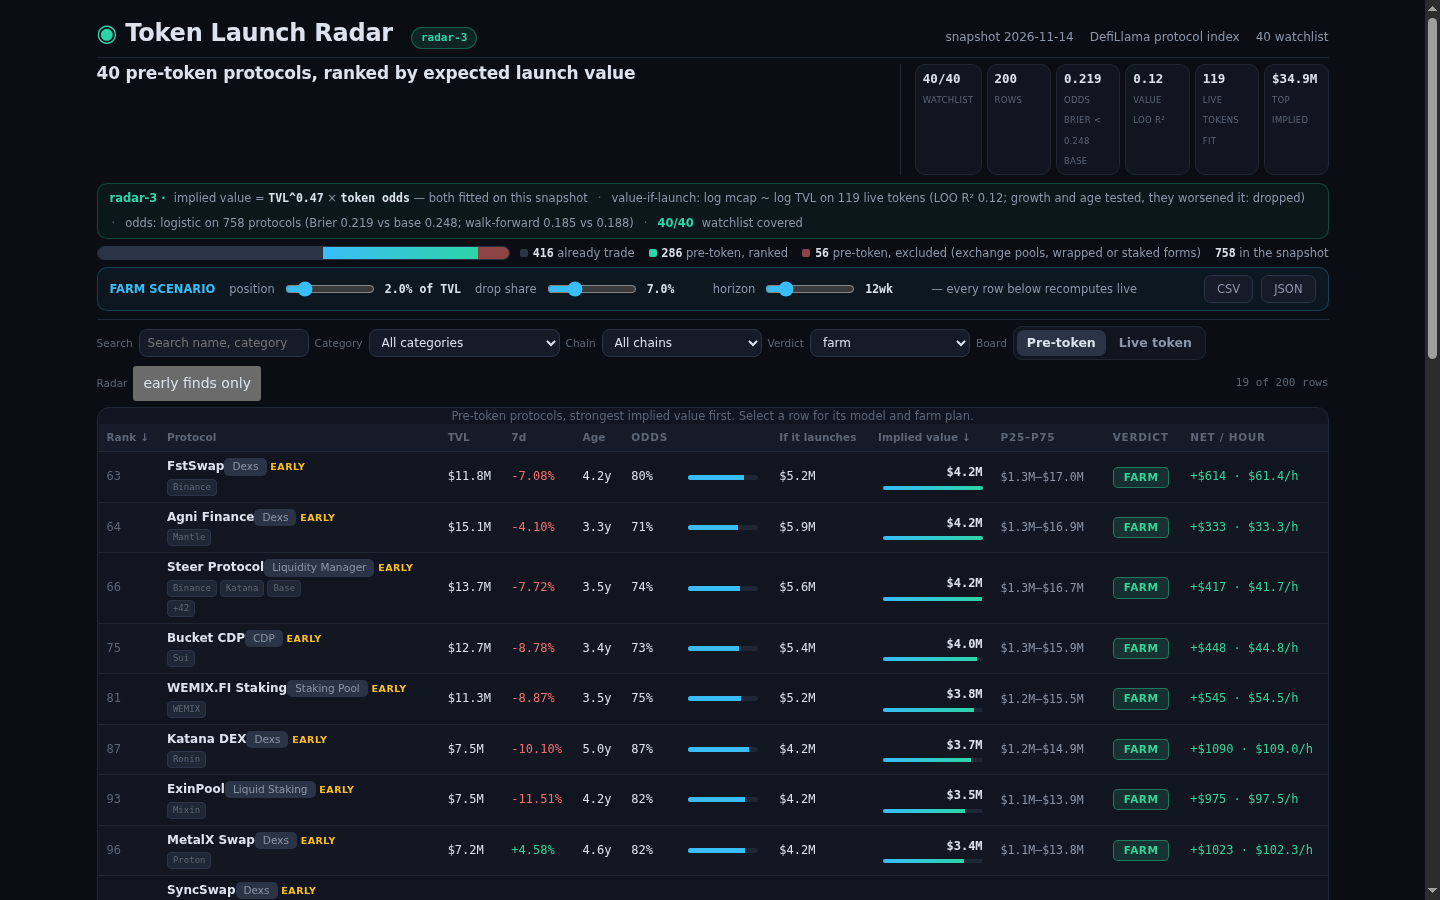 ◉ Token Launch Radar radar-3 snapshot 2026-11-14 DefiLlama protocol index 40 watchlist
40 pre-token protocols, ranked by expected launch value
40/40 WATCHLIST
200 ROWS
0.219 ODDS BRIER < 0.248 BASE
0.12 VALUE LOO R²
119 LIVE TOKENS FIT
$34.9M TOP IMPLIED
radar-3 · implied value = TVL^0.47 × token odds — both fitted on this snapshot · value-if-launch: log mcap ~ log TVL on 119 live tokens (LOO R² 0.12; growth and age tested, they worsened it: dropped)
· odds: logistic on 758 protocols (Brier 0.219 vs base 0.248; walk-forward 0.185 vs 0.188) · 40/40 watchlist covered
416 already trade 286 pre-token, ranked 56 pre-token, excluded (exchange pools, wrapped or staked forms) 758 in the snapshot
FARM SCENARIO position 2.0% of TVL drop share 7.0% horizon 12wk — every row below recomputes live CSV JSON
Search Search name, category Category All categories Chain All chains Verdict farm Board Pre-token Live token
Radar early finds only 19 of 200 rows
Pre-token protocols, strongest implied value first. Select a row for its model and farm plan.
Rank ↓ Protocol TVL 7d Age ODDS If it launches Implied value ↓ P25–P75 VERDICT NET / HOUR
63 FstSwap Dexs EARLY Binance $11.8M -7.08% 4.2y 80% $5.2M $4.2M $1.3M–$17.0M FARM +$614 · $61.4/h
64 Agni Finance Dexs EARLY Mantle $15.1M -4.10% 3.3y 71% $5.9M $4.2M $1.3M–$16.9M FARM +$333 · $33.3/h
66 Steer Protocol Liquidity Manager EARLY Binance Katana Base +42 $13.7M -7.72% 3.5y 74% $5.6M $4.2M $1.3M–$16.7M FARM +$417 · $41.7/h
75 Bucket CDP CDP EARLY Sui $12.7M -8.78% 3.4y 73% $5.4M $4.0M $1.3M–$15.9M FARM +$448 · $44.8/h
81 WEMIX.FI Staking Staking Pool EARLY WEMIX $11.3M -8.87% 3.5y 75% $5.2M $3.8M $1.2M–$15.5M FARM +$545 · $54.5/h
87 Katana DEX Dexs EARLY Ronin $7.5M -10.10% 5.0y 87% $4.2M $3.7M $1.2M–$14.9M FARM +$1090 · $109.0/h
93 ExinPool Liquid Staking EARLY Mixin $7.5M -11.51% 4.2y 82% $4.2M $3.5M $1.1M–$13.9M FARM +$975 · $97.5/h
96 MetalX Swap Dexs EARLY Proton $7.2M +4.58% 4.6y 82% $4.2M $3.4M $1.1M–$13.8M FARM +$1023 · $102.3/h
SyncSwap Dexs EARLY